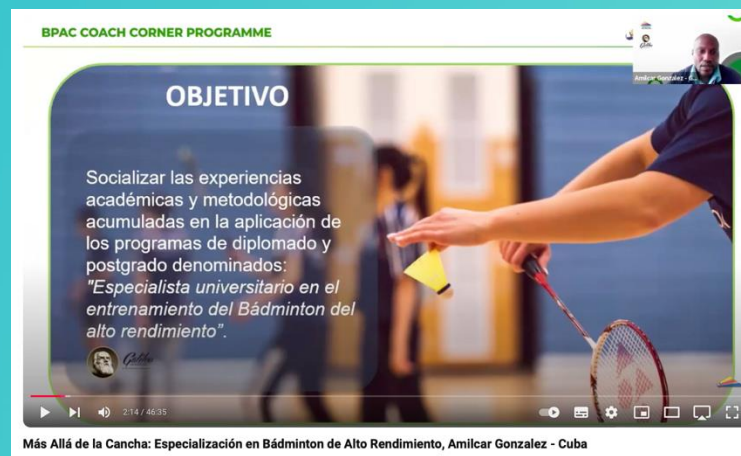 BPAC COACH CORNER PROGRAMME
Amilcar Gonzalez - C...
OBJETIVO
Socializar las experiencias
académicas y metodológicas
acumuladas en la aplicación de
los programas de diplomado y
postgrado denominados:
"Especialista universitario en el
entrenamiento del Bádminton del
alto rendimiento".
2:14 / 46:35
Más Allá de la Cancha: Especialización en Bádminton de Alto Rendimiento, Amilcar Gonzalez - Cuba